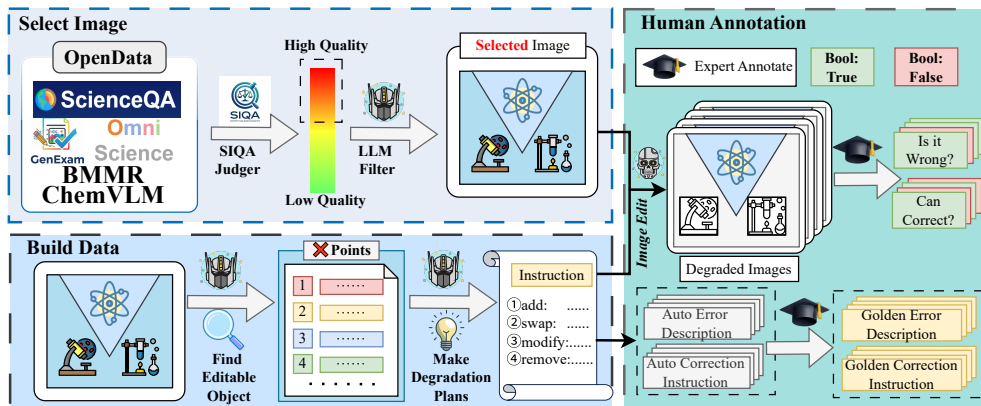 Select Image
OpenData
ScienceQA
GenExam
Omni
Science
BMMR
ChemVLM
SIQA
SIQA
Judger
High Quality
Low Quality
LLM
Filter
Selected Image
Build Data
Find
Editable
Object
❌Points
1 ......
2 ......
3 ......
4 ......
......
Make
Degradation
Plans
Instruction
①add: ......
②swap: ......
③modify:......
④remove:......
Image Edit
Human Annotation
Expert Annotate
Bool:
True
Bool:
False
Degraded Images
Is it
Wrong?
Can
Correct?
Auto Error
Description
Auto Correction
Instruction
Golden Error
Description
Golden Correction
Instruction